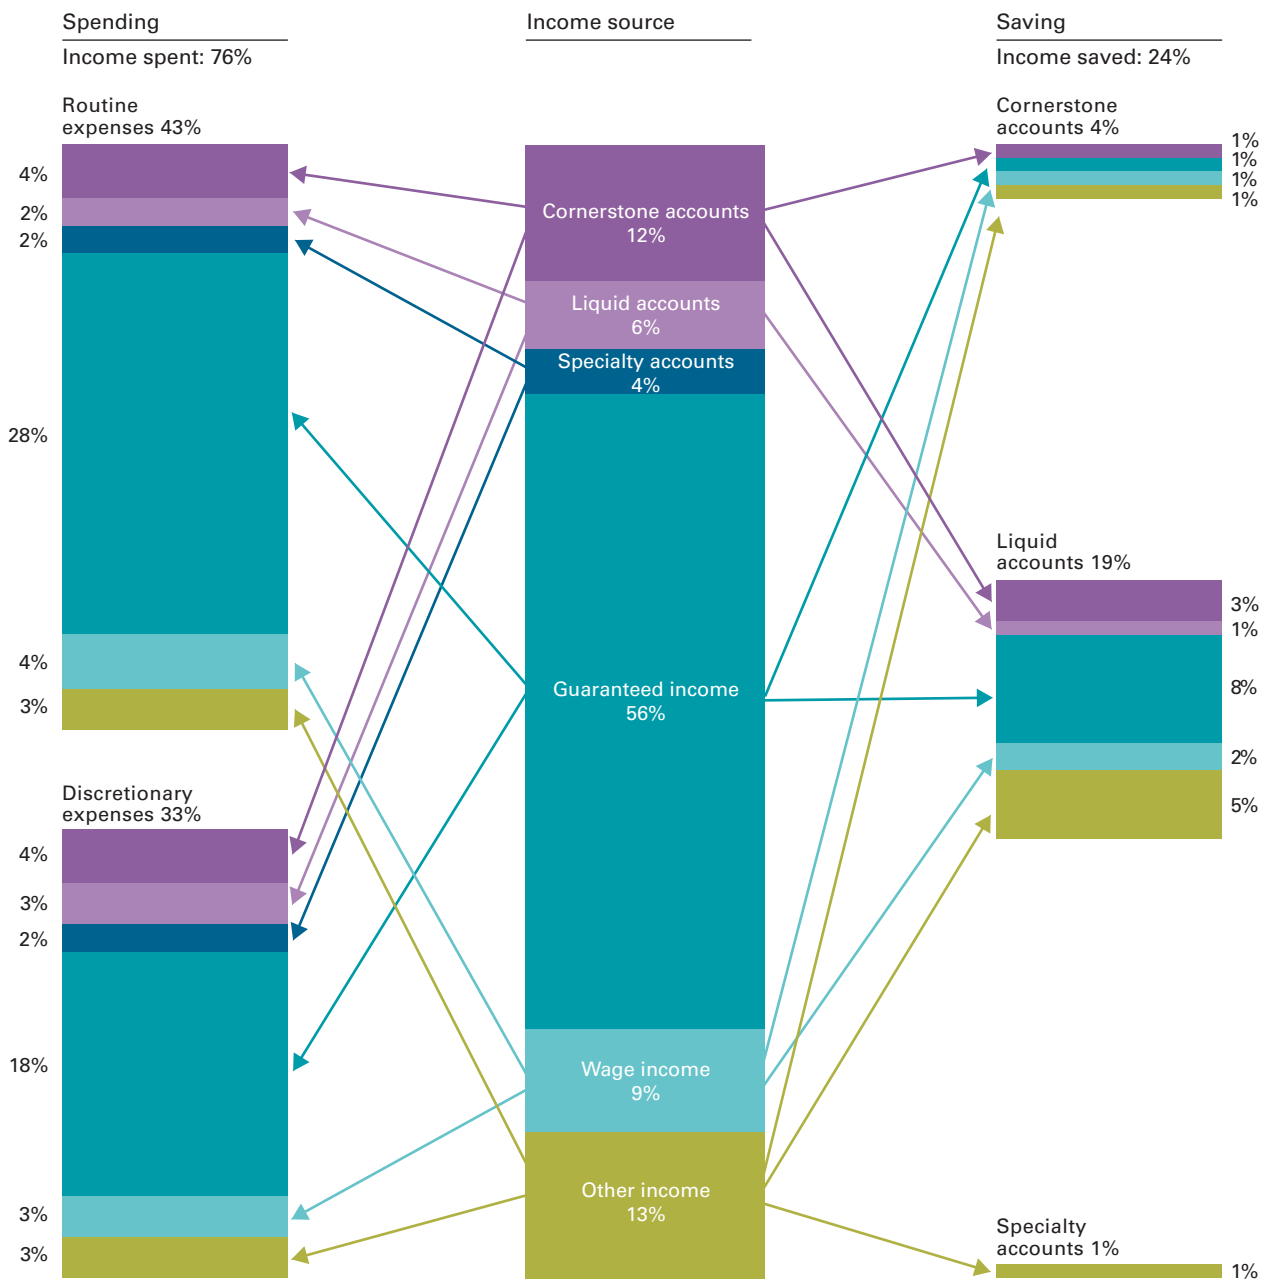 Spending
Income spent: 76%
Routine
expenses 43%
4%
2%
2%
28%
4%
3%
Discretionary
expenses 33%
4%
3%
2%
18%
3%
3%
Income source
Cornerstone accounts
12%
Liquid accounts
6%
Specialty accounts
4%
Guaranteed income
56%
Wage income
9%
Other income
13%
Saving
Income saved: 24%
Cornerstone
accounts 4%
1%
1%
1%
1%
Liquid
accounts 19%
3%
1%
8%
2%
5%
Specialty
accounts 1%
1%